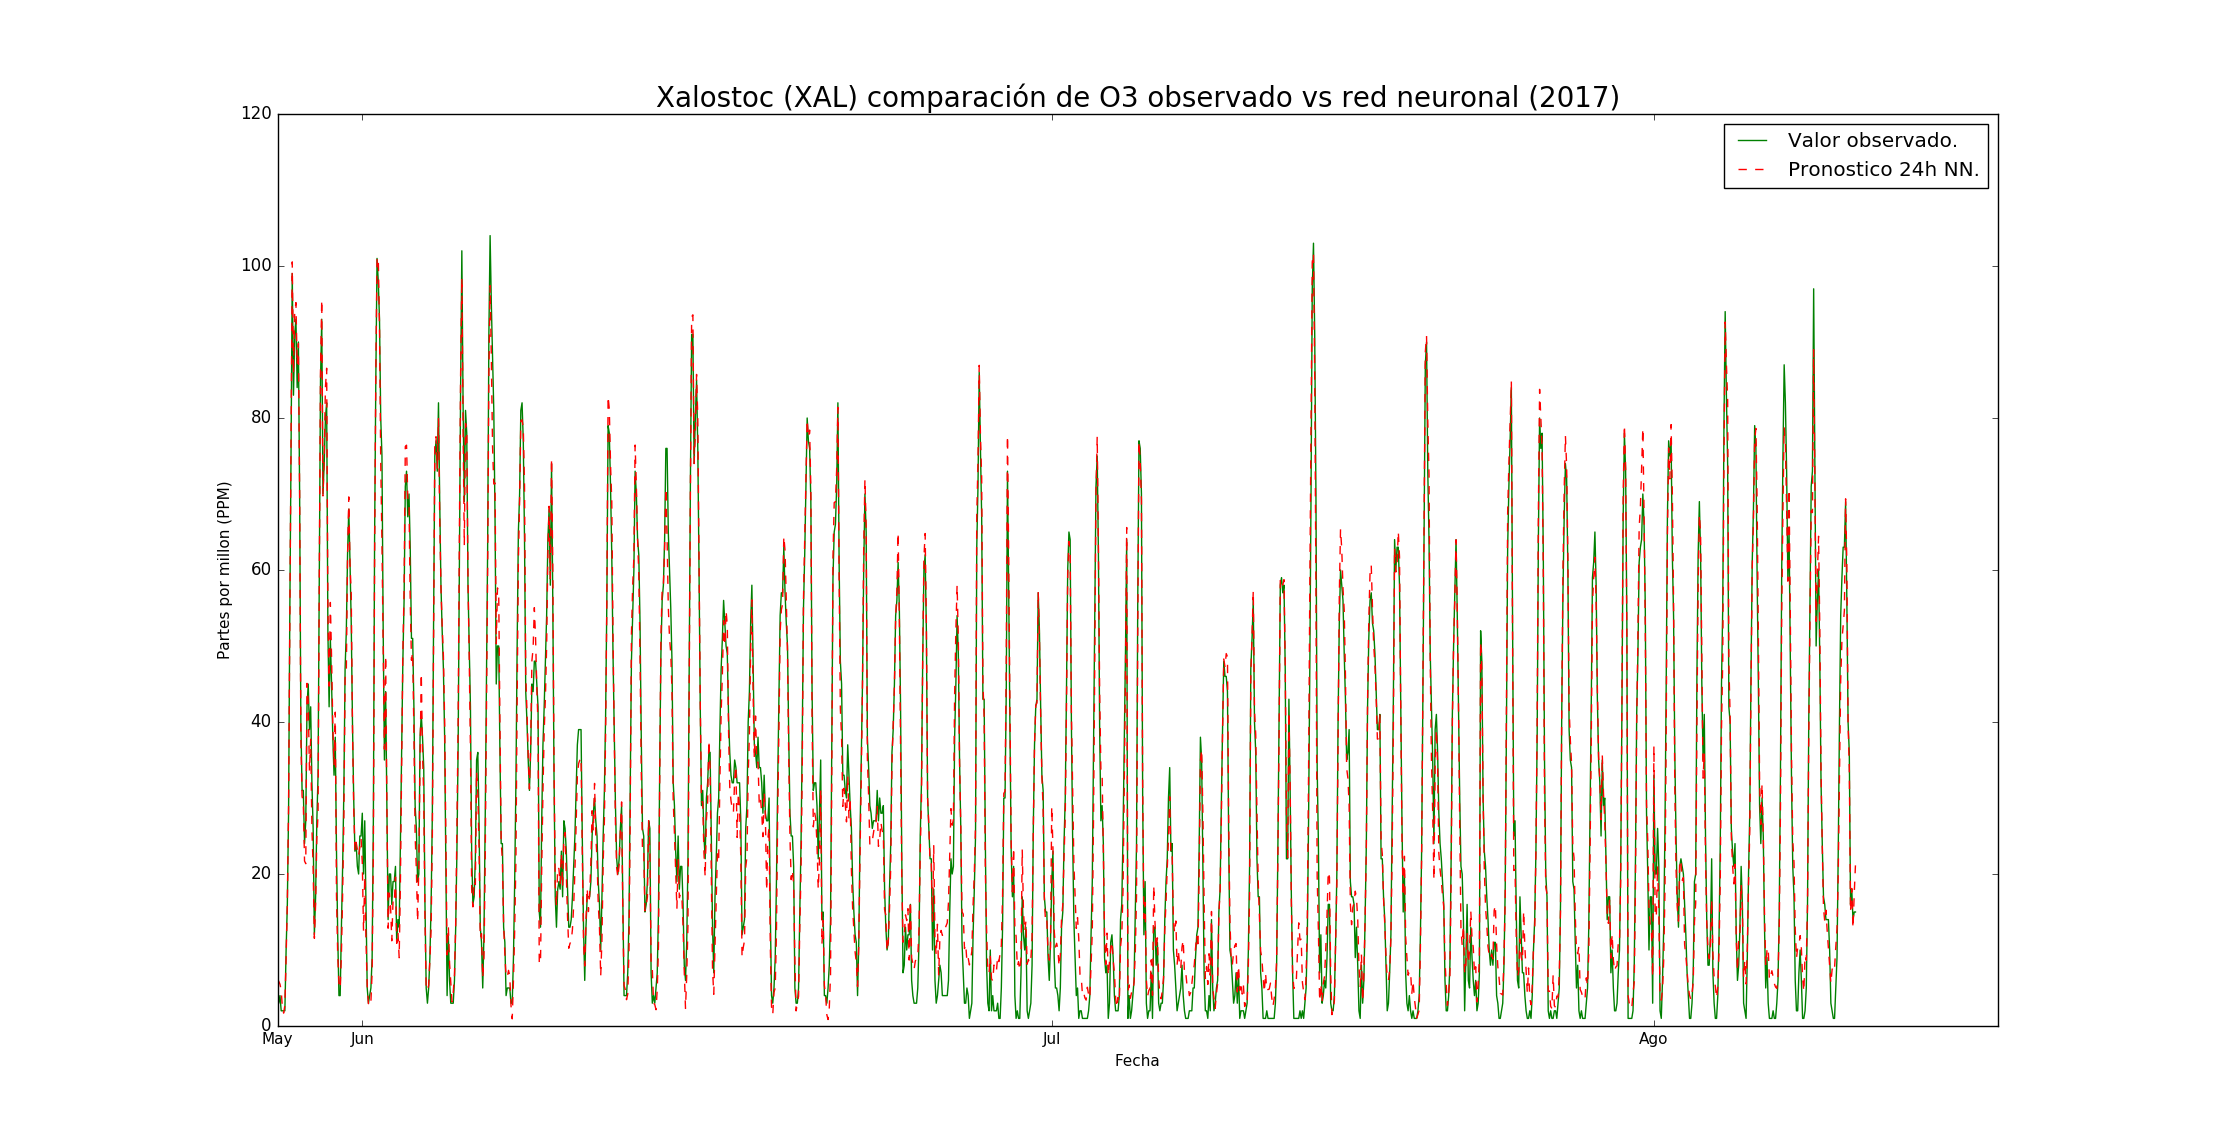 Xalostoc (XAL) comparación de O3 observado vs red neuronal (2017)
120
100
80
60
40
20
0
Partes por millon (PPM)
Valor observado.
Pronostico 24h NN.
May
Jun
Jul
Ago
Fecha